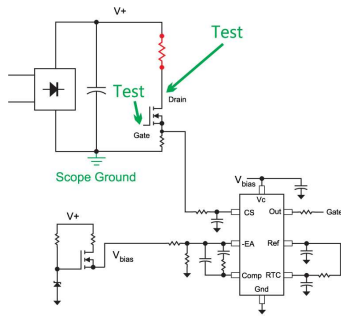 V+
Test
Test
Drain
Gate
Scope Ground
Vbias
Vc
CS
Out
Gate
V+
Vbias
-EA
Ref
Comp
RTC
Gnd